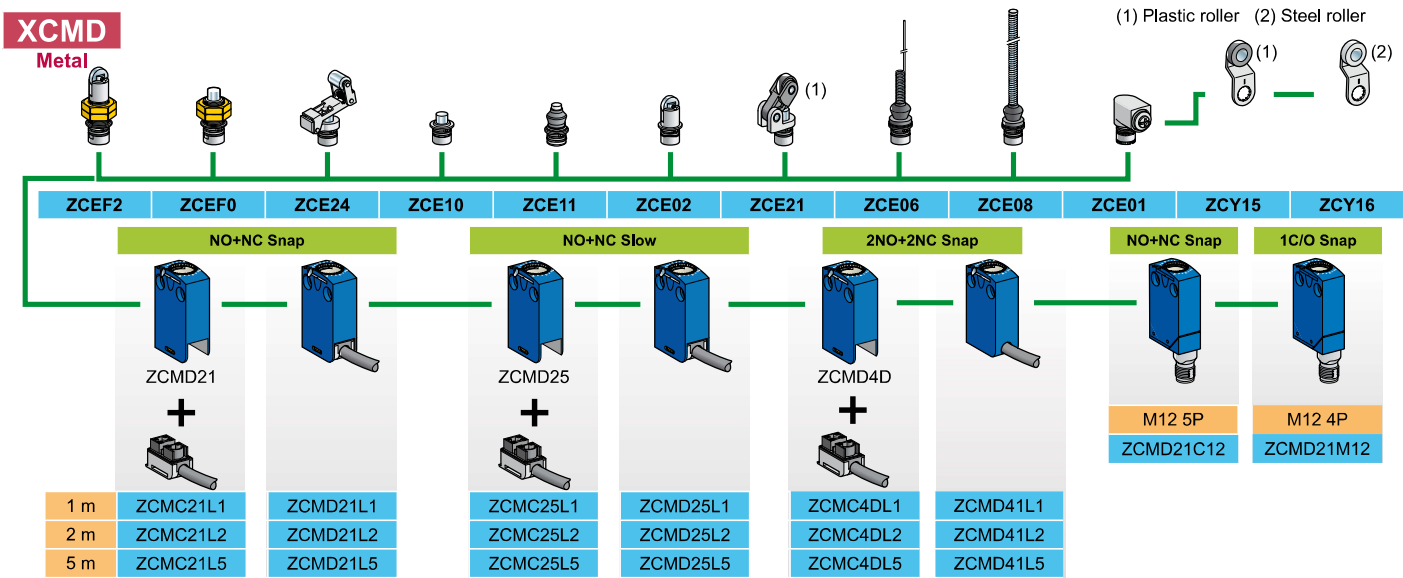 (1) Plastic roller (2) Steel roller
XCMD
Metal
(1)
(2)
(1)
ZCEF2 ZCEF0 ZCE24 ZCE10 ZCE11 ZCE02 ZCE21 ZCE06 ZCE08 ZCE01 ZCY15 ZCY16
NO+NC Snap NO+NC Slow 2NO+2NC Snap NO+NC Snap 1C/O Snap
ZCMD21 ZCMD25 ZCMD4D
+ + +
M12 5P M12 4P
ZCMD21C12 ZCMD21M12
1 m ZCMC21L1 ZCMD21L1 ZCMC25L1 ZCMD25L1 ZCMC4DL1 ZCMD41L1
2 m ZCMC21L2 ZCMD21L2 ZCMC25L2 ZCMD25L2 ZCMC4DL2 ZCMD41L2
5 m ZCMC21L5 ZCMD21L5 ZCMC25L5 ZCMD25L5 ZCMC4DL5 ZCMD41L5